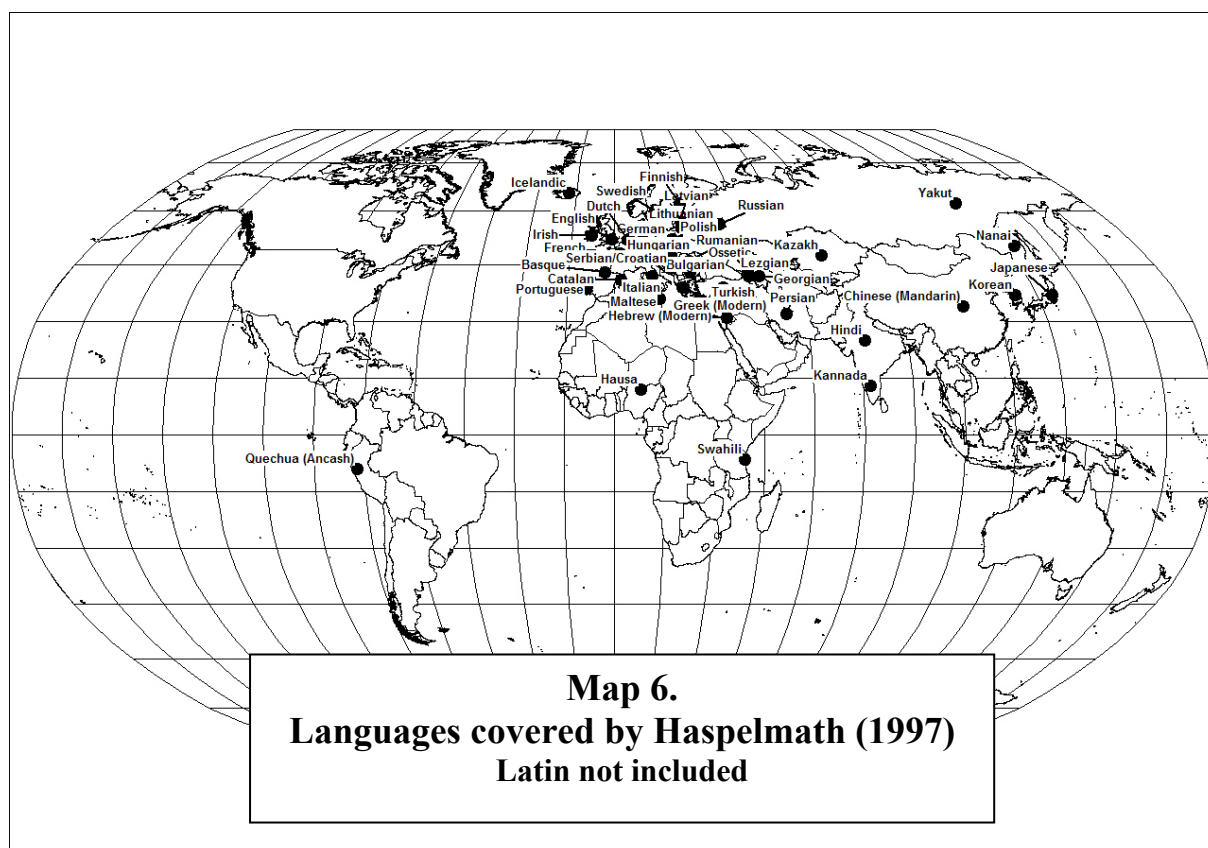 Finnish
Icelandic
Swedish
Latvian
Yakut
Dutch
Lithuanian
Russian
English
German
Polish
Irish
Nanai
French
Hungarian
Rumanian
Kazakh
Ossetic
Serbian/Croatian
Basque
Bulgarian
Lezgian
Japanese
Catalan
Georgian
Korean
Portuguese
Italian
Turkish
Persian
Chinese (Mandarin)
Maltese
Greek (Modern)
Hebrew (Modern)
Hindi
Hausa
Kannada
Swahili
Quechua (Ancash)
Map 6.
Languages covered by Haspelmath (1997)
Latin not included